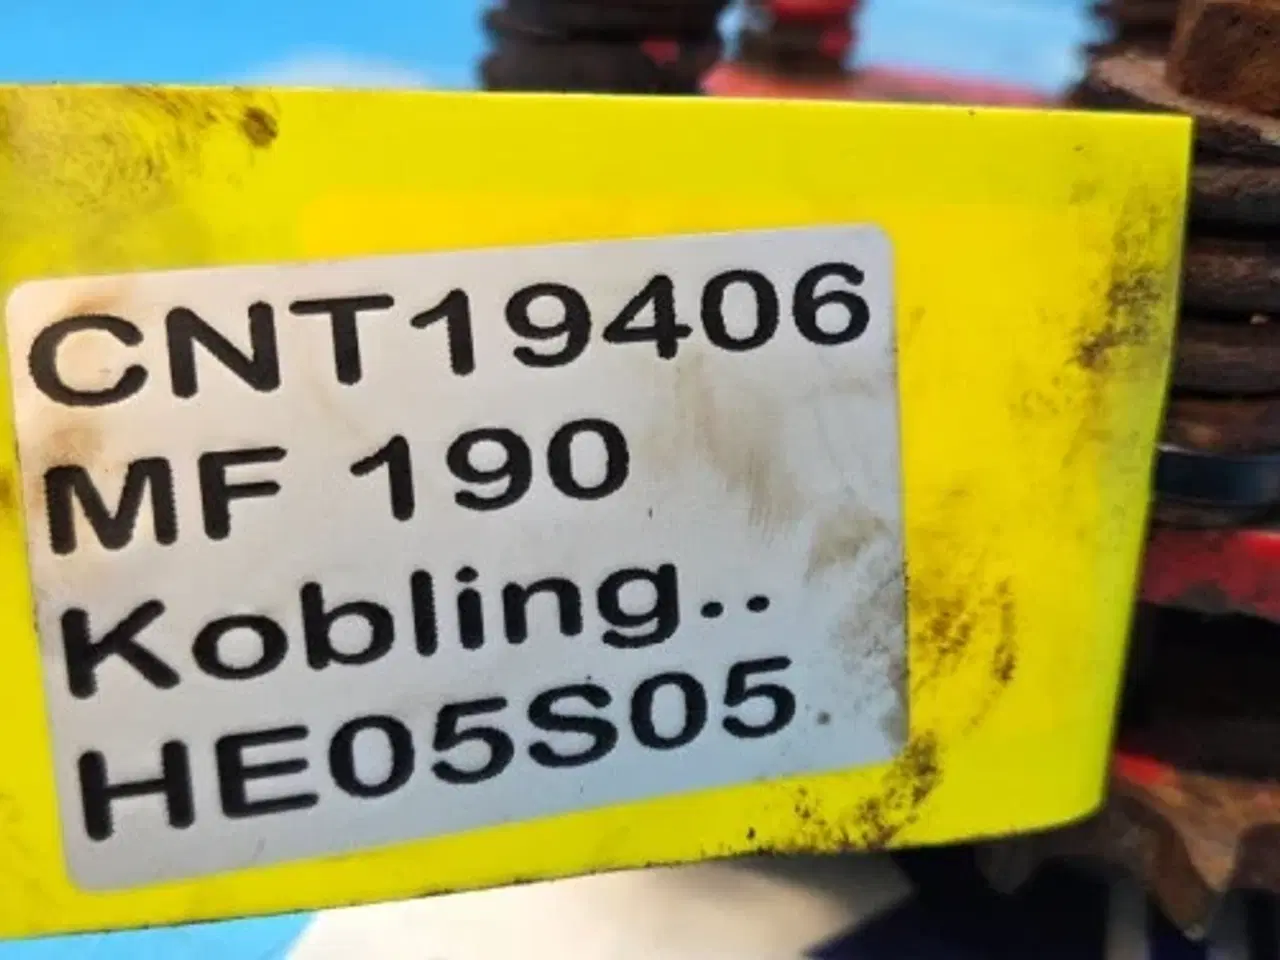 CNT19406
MF 190
Kobling..
HE05S05